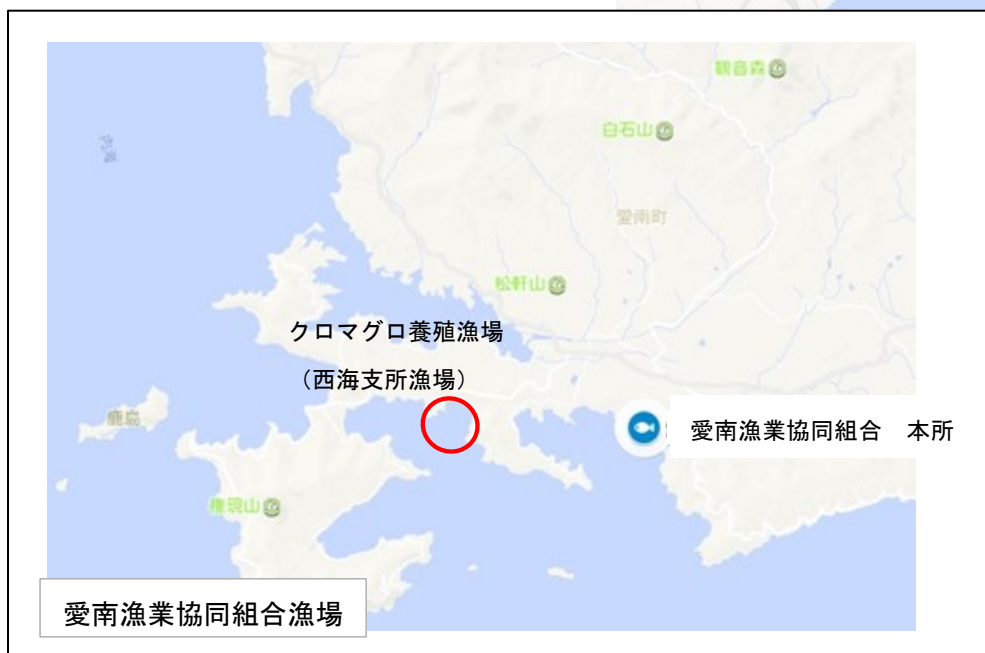 観音森
白石山
内海
愛南町
松軒山
クロマグロ養殖漁場
（西海支所漁場）
鹿島
愛南漁業協同組合　本所
権現山
愛南漁業協同組合漁場